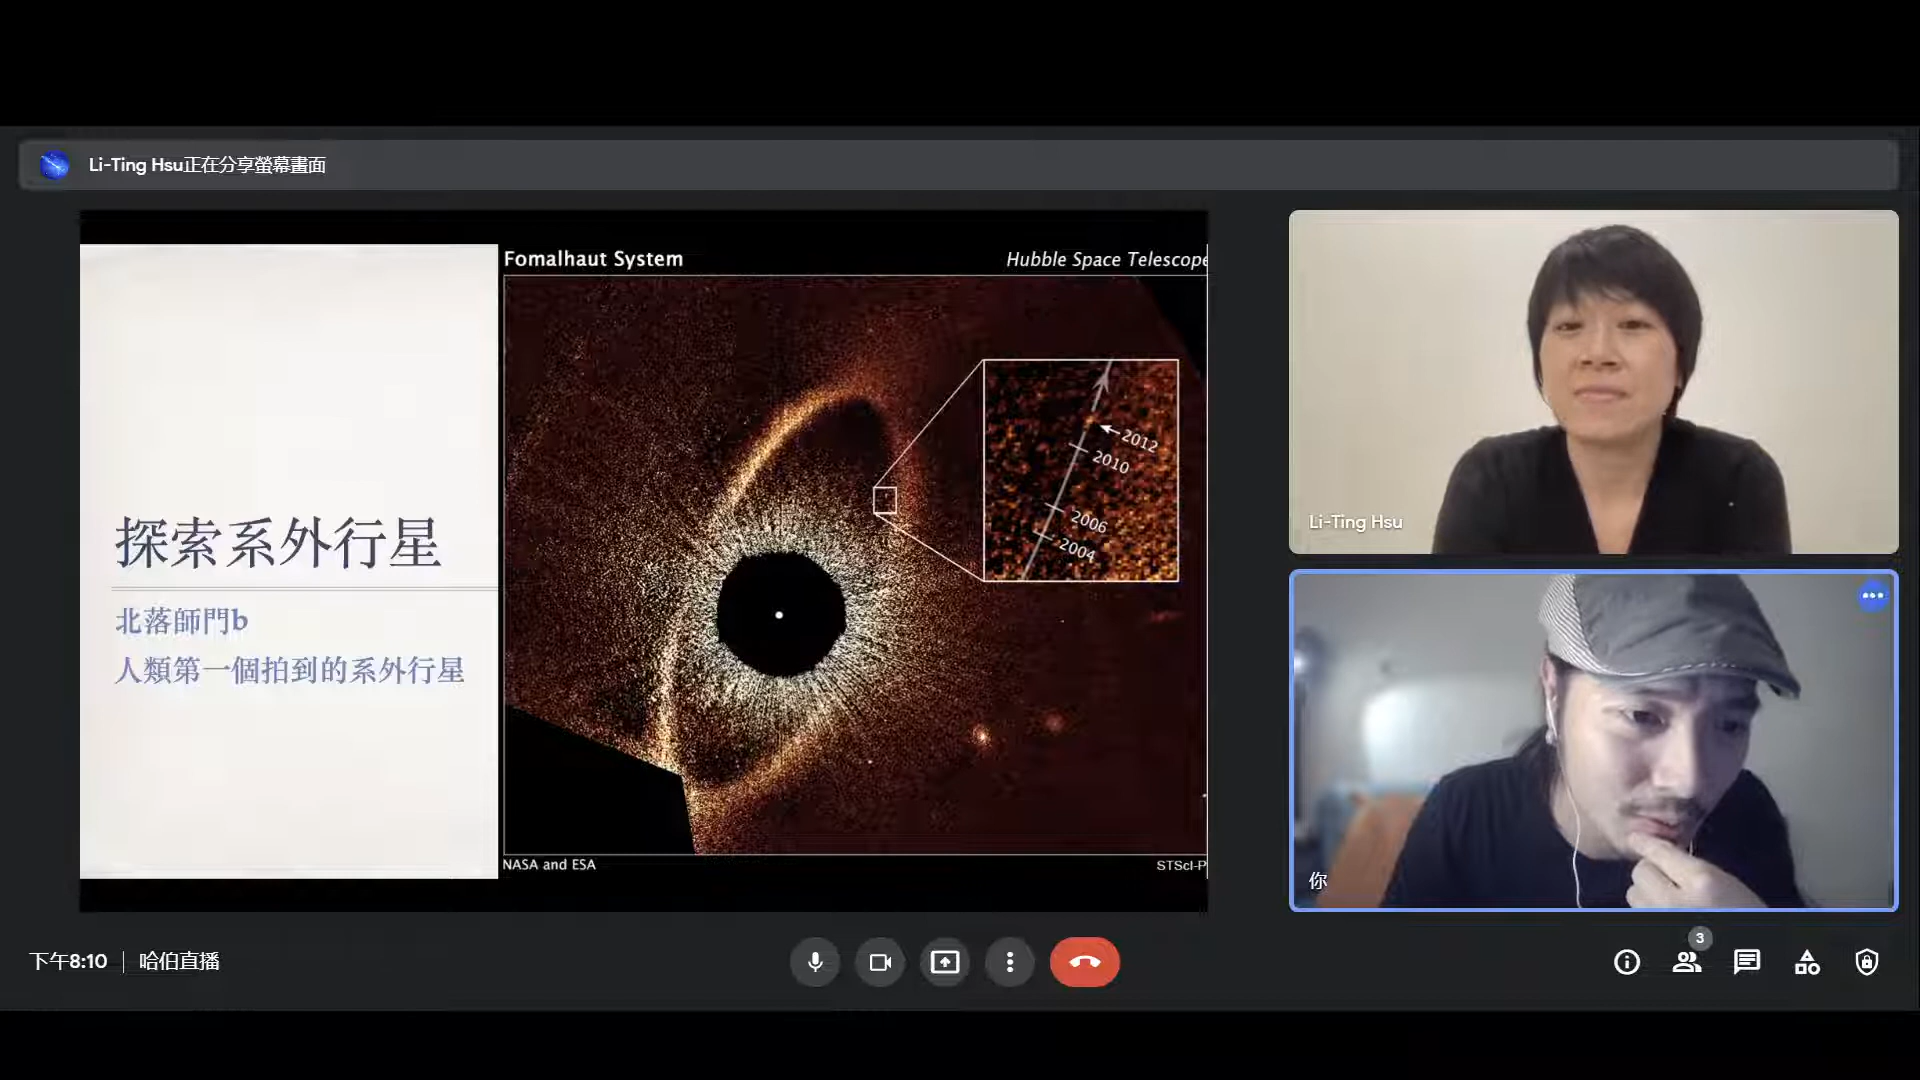 Li-Ting Hsu正在分享螢幕畫面
探索系外行星
北落師門b
人類第一個拍到的系外行星
Fomalhaut System
Hubble Space Telescope
2012
2010
2006
2004
NASA and ESA
STScI-P
Li-Ting Hsu
你
下午8:10
哈伯直播
3